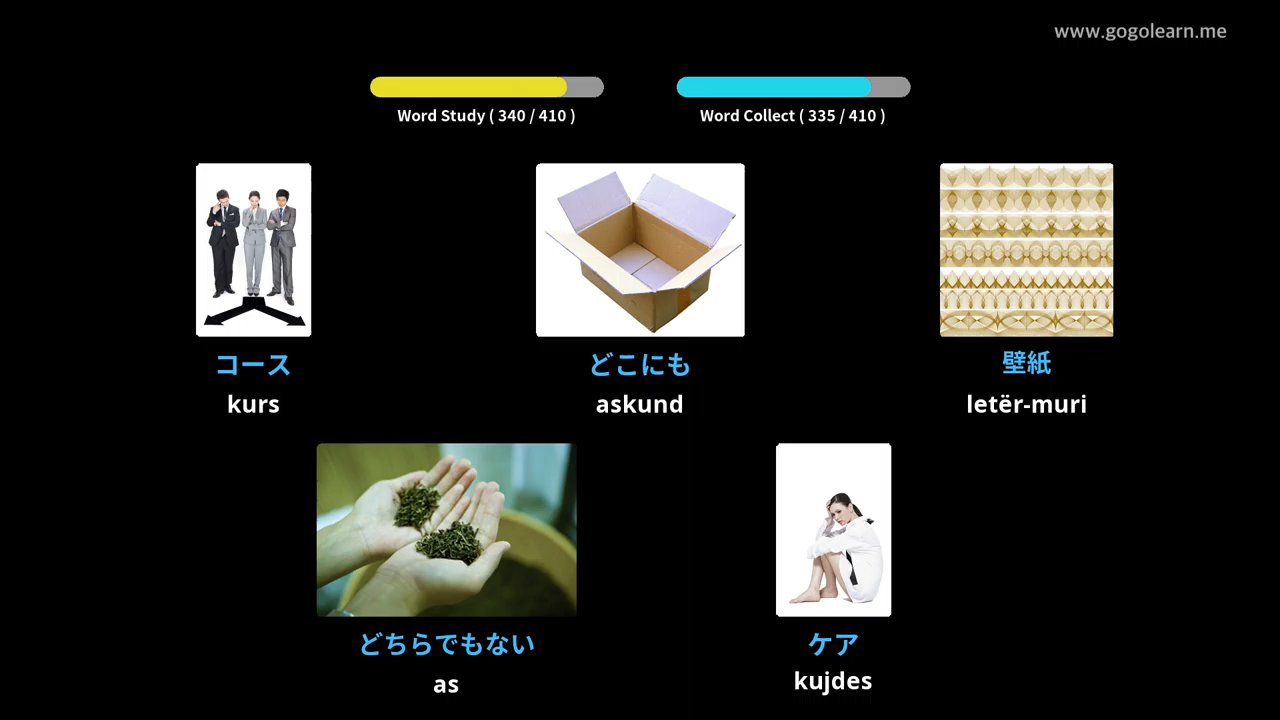 www.gogolearn.me
Word Study ( 340 / 410 )
Word Collect ( 335 / 410 )
コース
kurs
どこにも
askund
壁紙
letër-muri
どちらでもない
as
ケア
kujdes